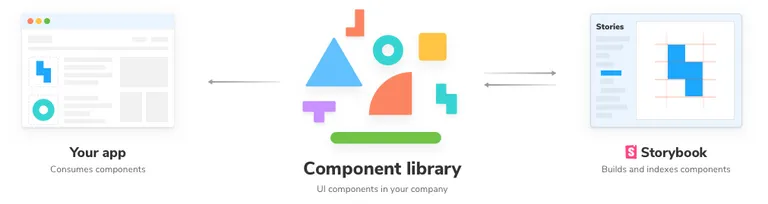 Your app
Consumes components
Component library
UI components in your company
Stories
Storybook
Builds and indexes components